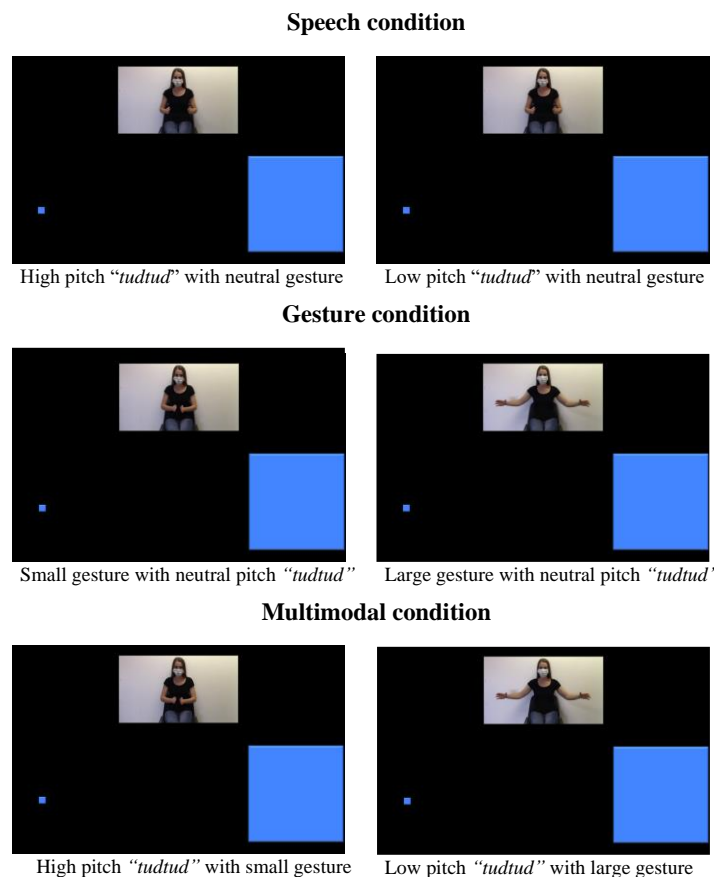 Speech condition
High pitch “tudtud” with neutral gesture
Low pitch “tudtud” with neutral gesture
Gesture condition
Small gesture with neutral pitch “tudtud”
Large gesture with neutral pitch “tudtud”
Multimodal condition
High pitch “tudtud” with small gesture
Low pitch “tudtud” with large gesture